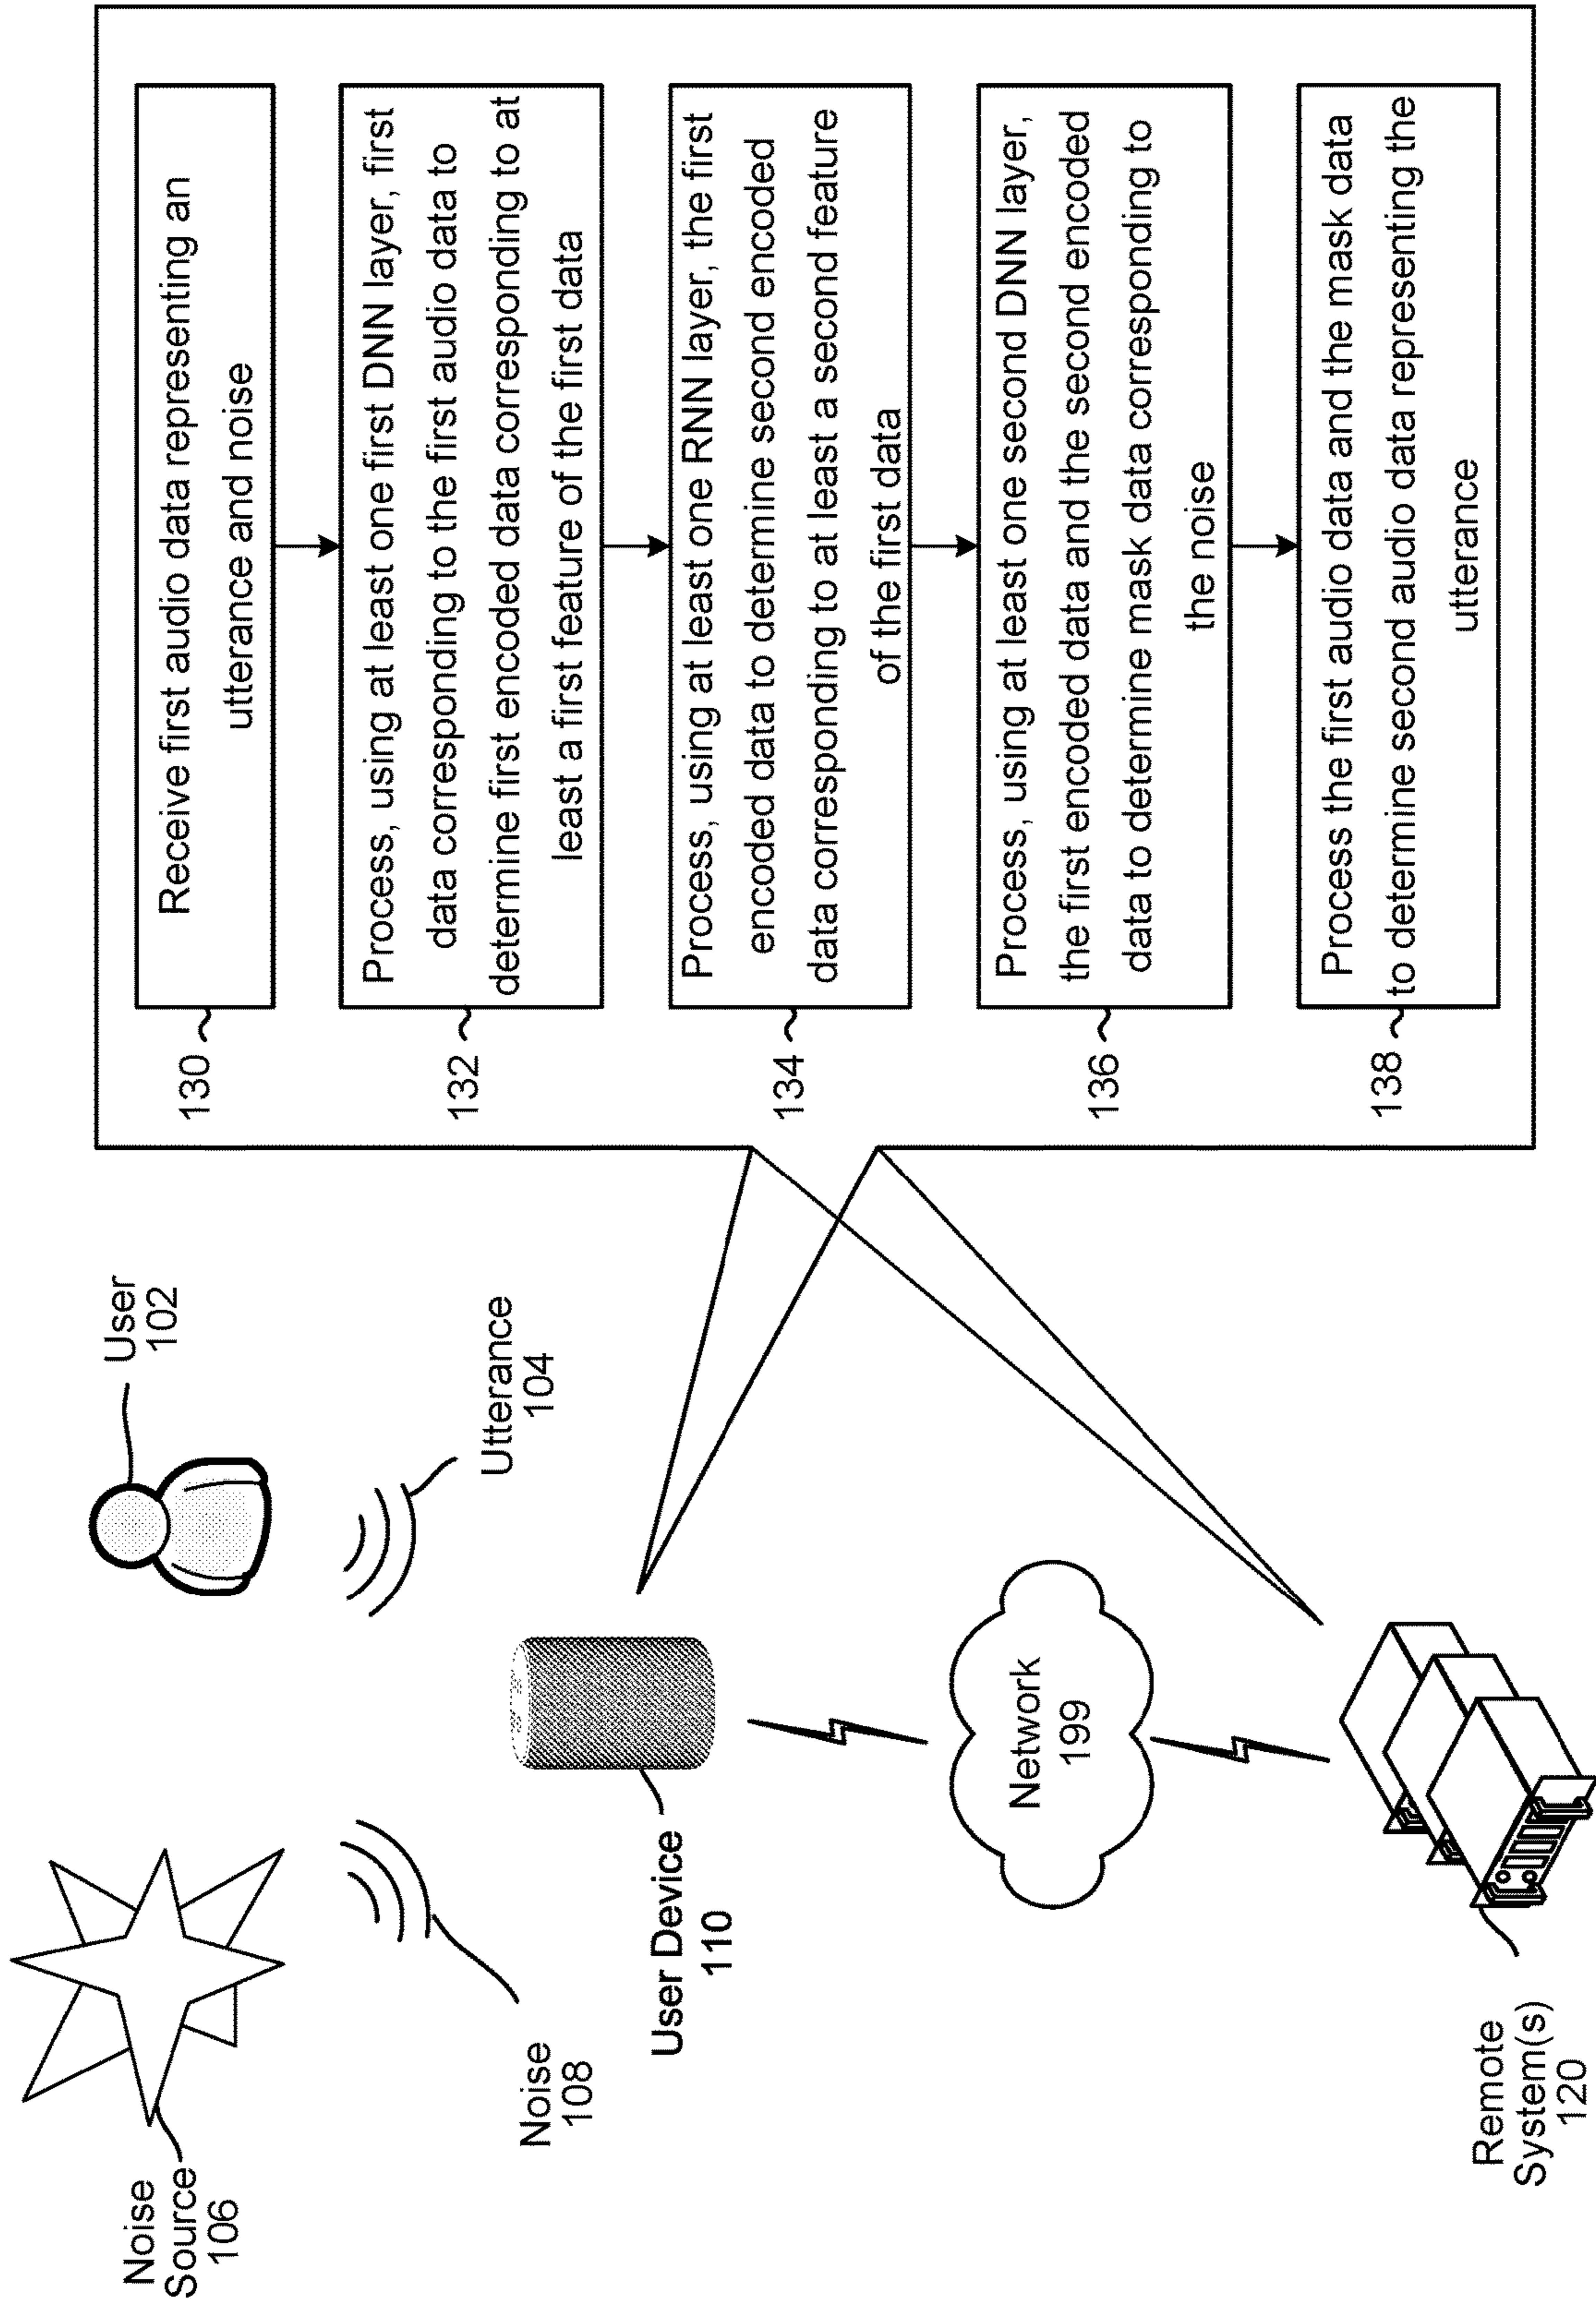 Noise
Source
106
User
102
Noise
108
Utterance
104
User Device
110
Network
199
Remote
System(s)
120
130
Receive first audio data representing an
utterance and noise
132
Process, using at least one first DNN layer, first
data corresponding to the first audio data to
determine first encoded data corresponding to at
least a first feature of the first data
134
Process, using at least one RNN layer, the first
encoded data to determine second encoded
data corresponding to at least a second feature
of the first data
136
Process, using at least one second DNN layer,
the first encoded data and the second encoded
data to determine mask data corresponding to
the noise
138
Process the first audio data and the mask data
to determine second audio data representing the
utterance